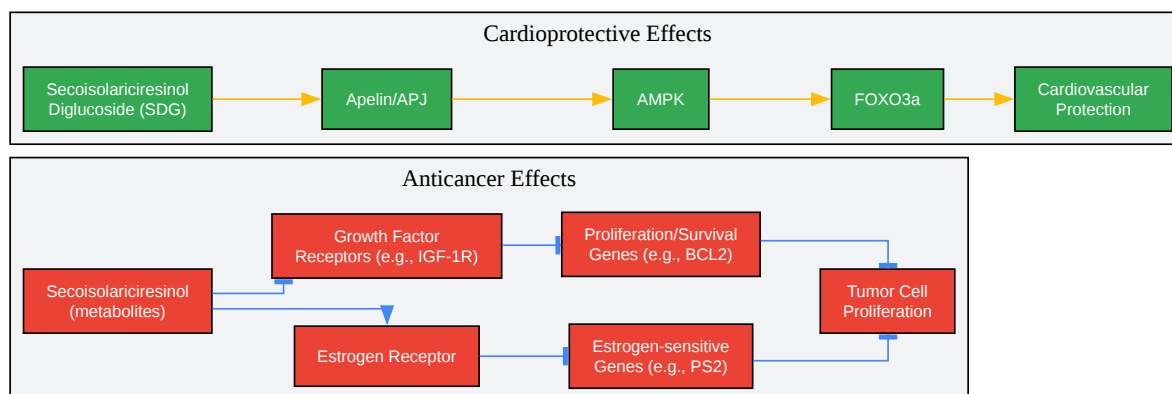 Cardioprotective Effects
Secoisolariciresinol
Diglucoside (SDG)
Apelin/APJ
AMPK
FOXO3a
Cardiovascular
Protection
Anticancer Effects
Secoisolariciresinol
(metabolites)
Growth Factor
Receptors (e.g., IGF-1R)
Proliferation/Survival
Genes (e.g., BCL2)
Estrogen Receptor
Estrogen-sensitive
Genes (e.g., PS2)
Tumor Cell
Proliferation